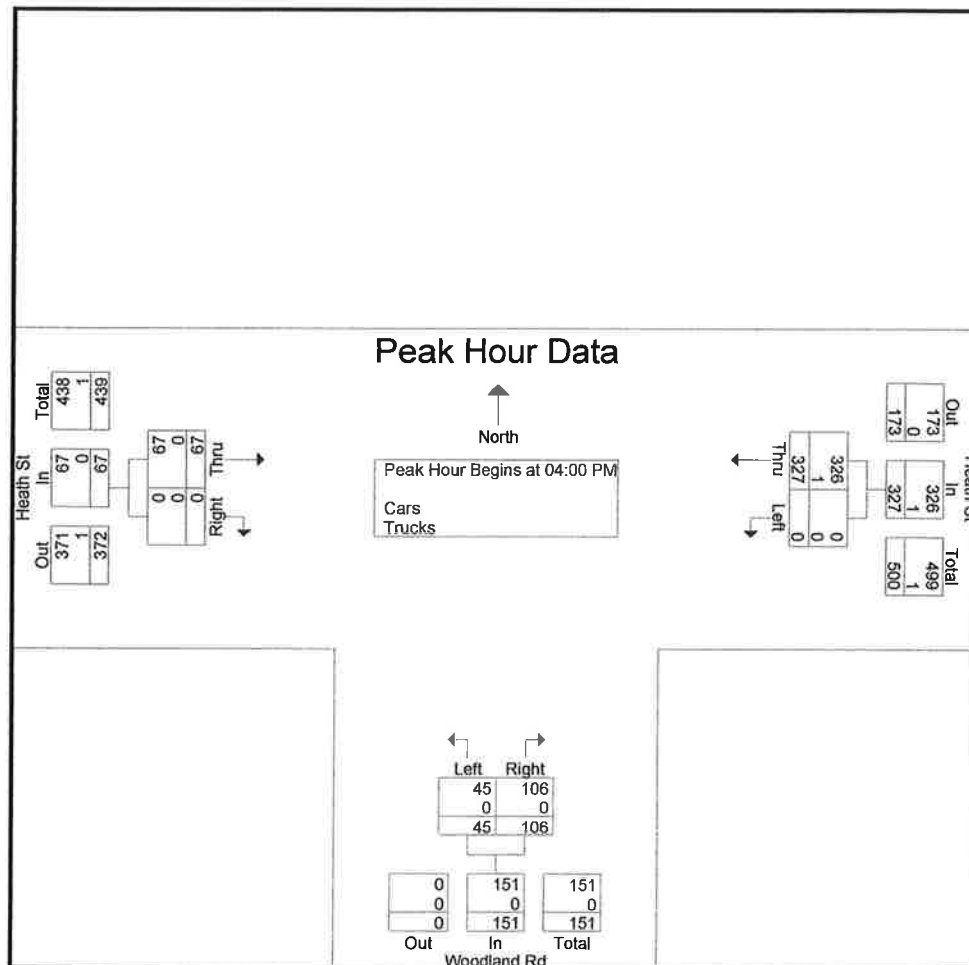 Peak Hour Data
North
Peak Hour Begins at 04:00 PM
Cars
Trucks
Heath St
Out In Total
371 67 438
1 0 1
372 67 439
Right Thru
0 67
0 0
0 67
Out In Total
173 326 499
0 1 1
173 327 500
Thru Left
326 0
1 0
327 0
Left Right
45 106
0 0
45 106
0 151 151
0 0 0
0 151 151
Out In Total
Woodland Rd